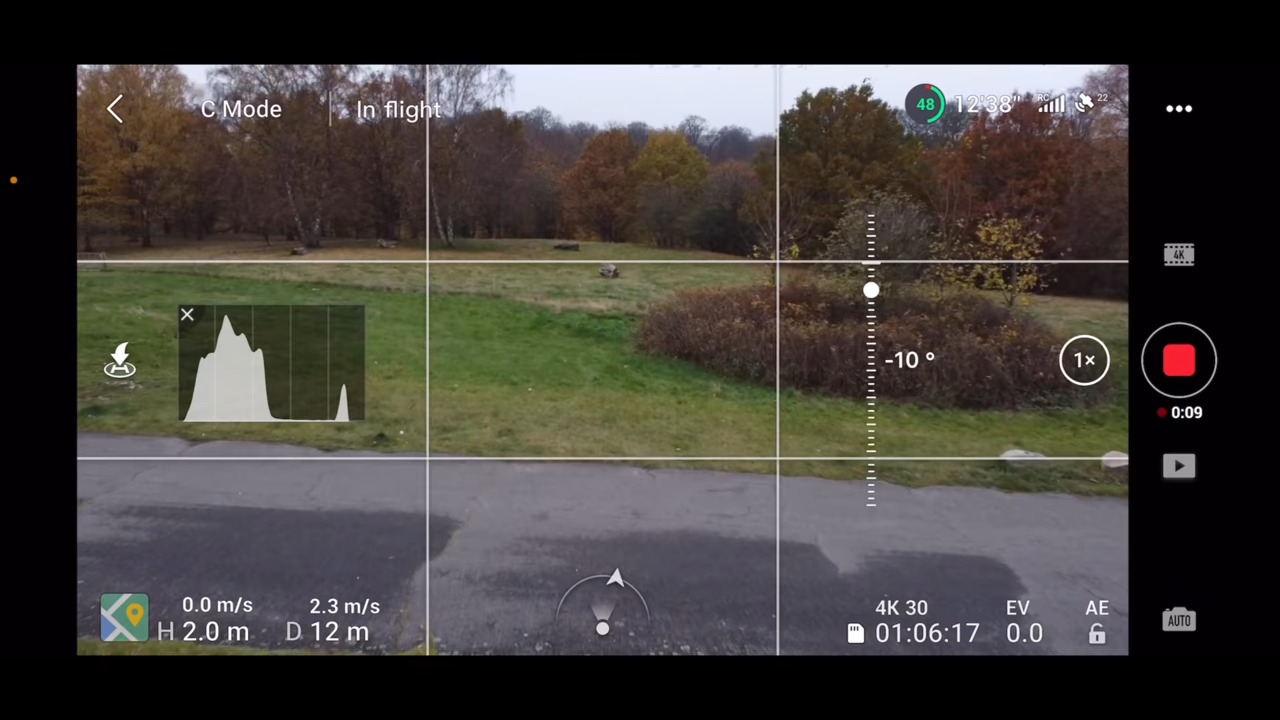 C Mode
In flight
48
12'38"
RC
22
4K
-10 °
1×
0:09
0.0 m/s
2.3 m/s
H 2.0 m
D 12 m
4K 30
EV
AE
01:06:17
0.0
AUTO